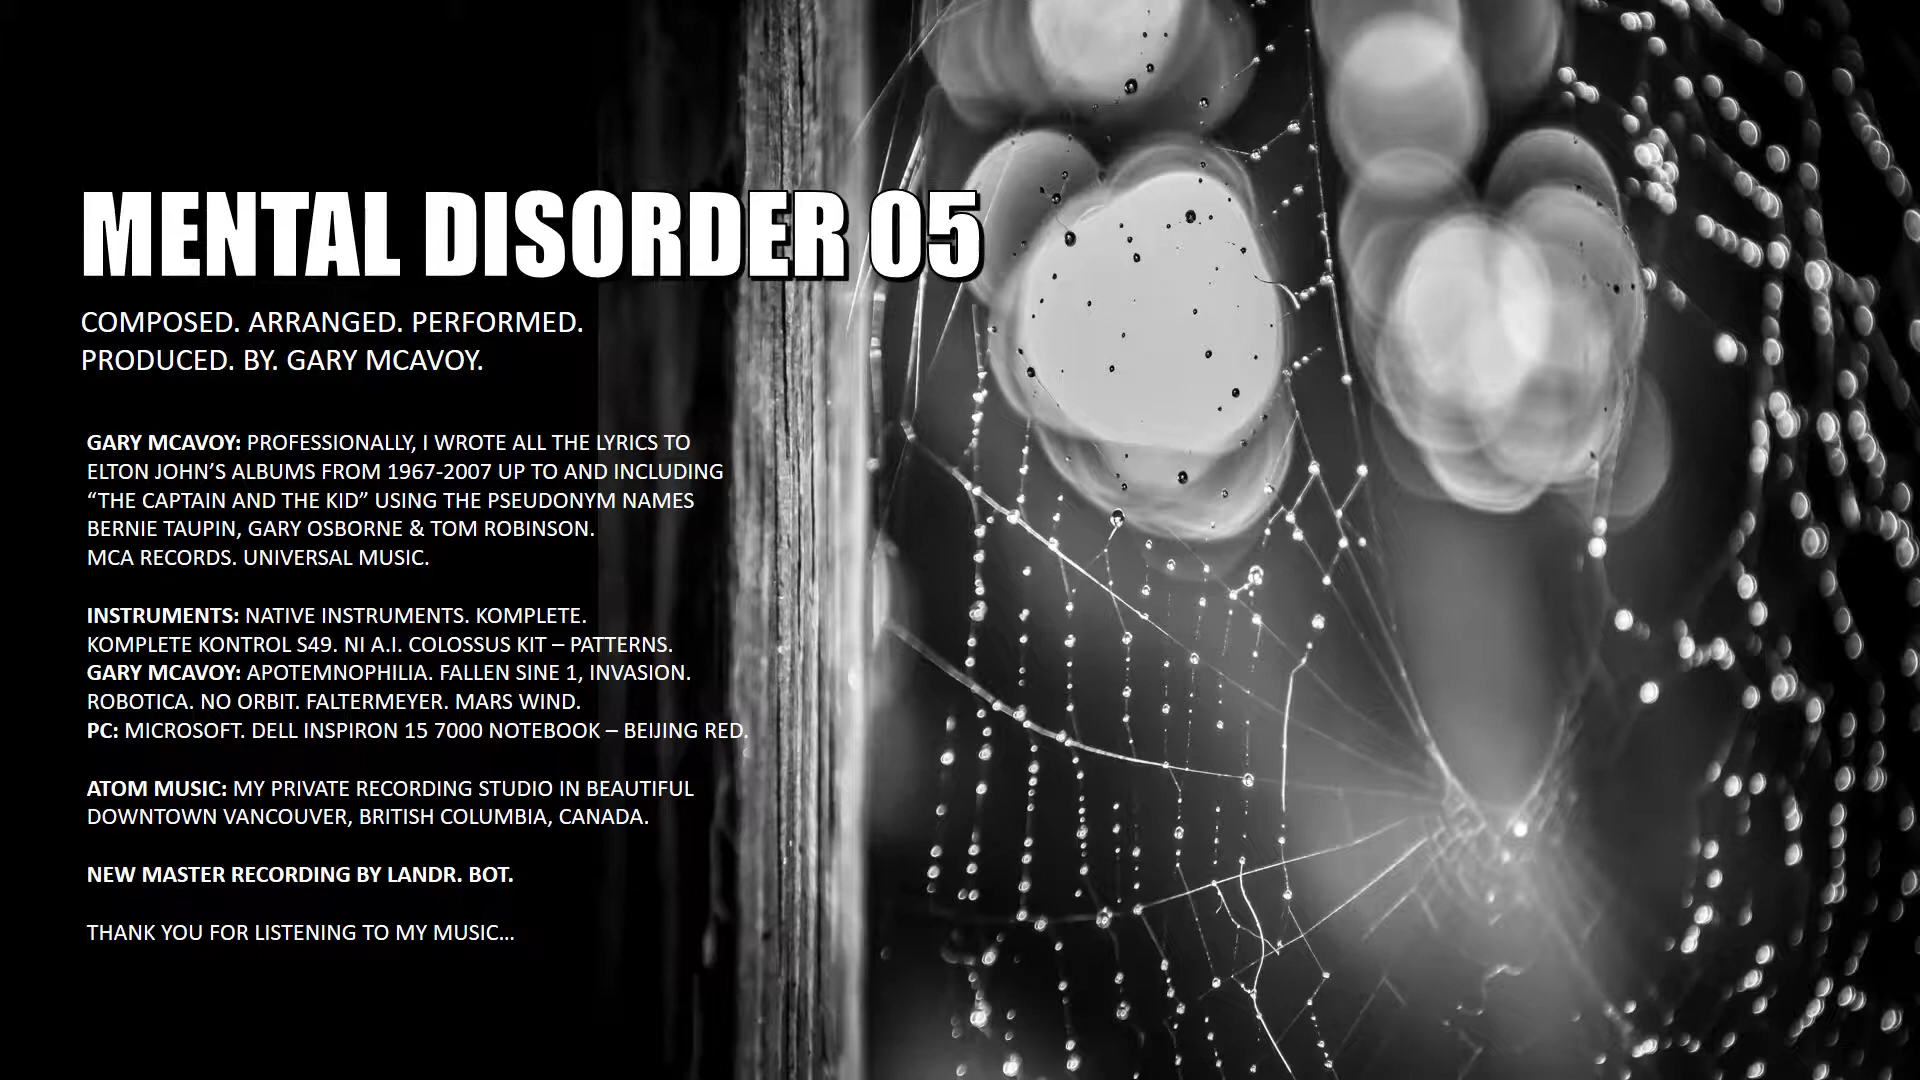 MENTAL DISORDER 05
COMPOSED. ARRANGED. PERFORMED.
PRODUCED. BY. GARY MCAVOY.
GARY MCAVOY: PROFESSIONALLY, I WROTE ALL THE LYRICS TO
ELTON JOHN’S ALBUMS FROM 1967-2007 UP TO AND INCLUDING
“THE CAPTAIN AND THE KID” USING THE PSEUDONYM NAMES
BERNIE TAUPIN, GARY OSBORNE & TOM ROBINSON.
MCA RECORDS. UNIVERSAL MUSIC.
INSTRUMENTS: NATIVE INSTRUMENTS. KOMPLETE.
KOMPLETE KONTROL S49. NI A.I. COLOSSUS KIT – PATTERNS.
GARY MCAVOY: APOTEMNOPHILIA. FALLEN SINE 1, INVASION.
ROBOTICA. NO ORBIT. FALTERMEYER. MARS WIND.
PC: MICROSOFT. DELL INSPIRON 15 7000 NOTEBOOK – BEIJING RED.
ATOM MUSIC: MY PRIVATE RECORDING STUDIO IN BEAUTIFUL
DOWNTOWN VANCOUVER, BRITISH COLUMBIA, CANADA.
NEW MASTER RECORDING BY LANDR. BOT.
THANK YOU FOR LISTENING TO MY MUSIC…